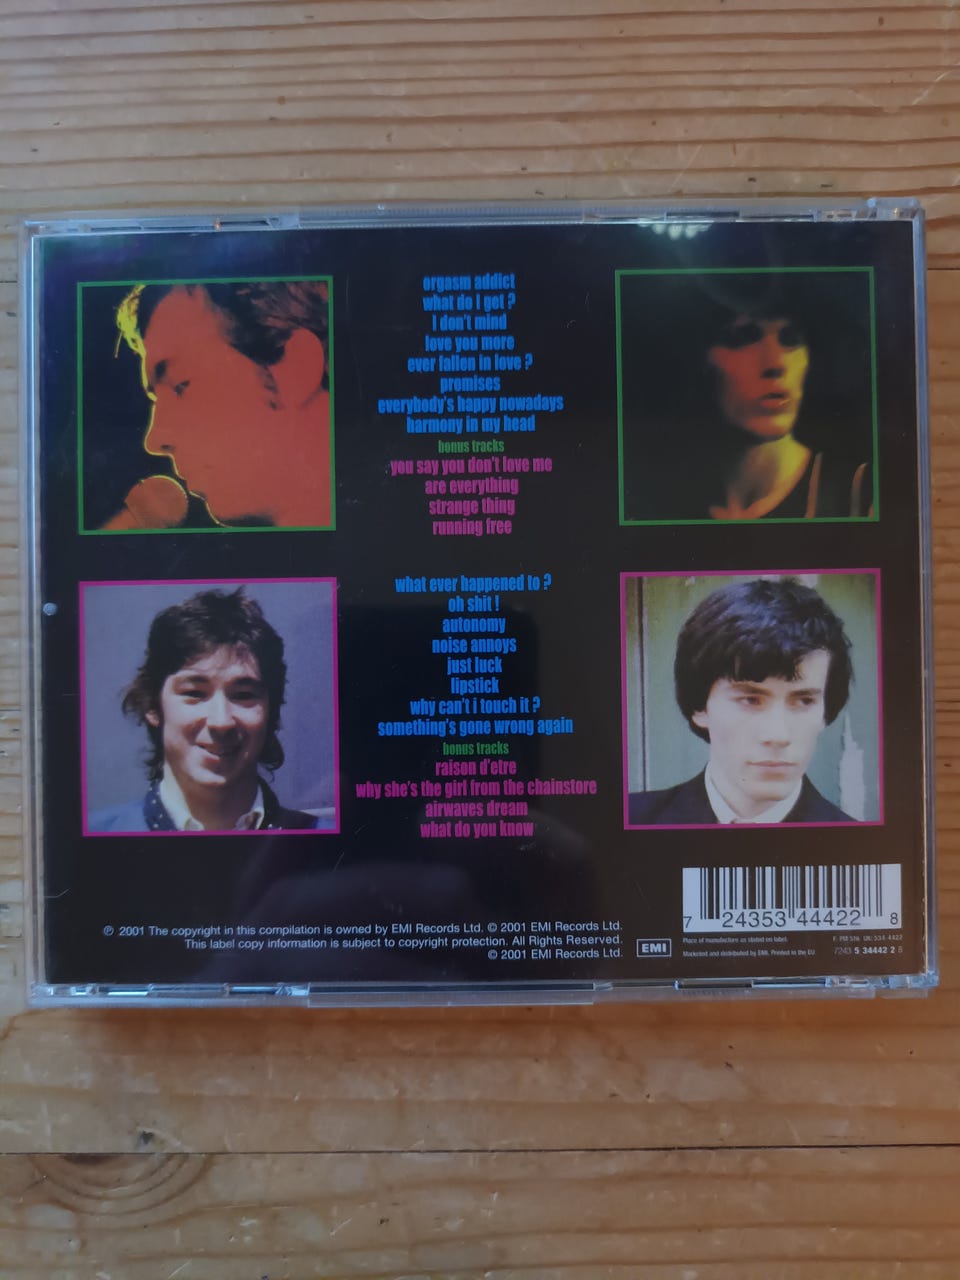 orgasm addict
what do I get ?
I don't mind
love you more
ever fallen in love ?
promises
everybody's happy nowadays
harmony in my head
bonus tracks
you say you don't love me
are everything
strange thing
running free
what ever happened to ?
oh shit !
autonomy
noise annoys
just luck
lipstick
why can't i touch it ?
something's gone wrong again
bonus tracks
raison d'etre
why she's the girl from the chainstore
airwaves dream
what do you know
℗ 2001 The copyright in this compilation is owned by EMI Records Ltd. © 2001 EMI Records Ltd.
This label copy information is subject to copyright protection. All Rights Reserved.
© 2001 EMI Records Ltd.
EMI
7 24353 44422 8
Place of manufacture as stated on label.
F: PM 516 UK: 534 4422
Marketed and distributed by EMI. Printed in the EU
7243 5 34442 2 8